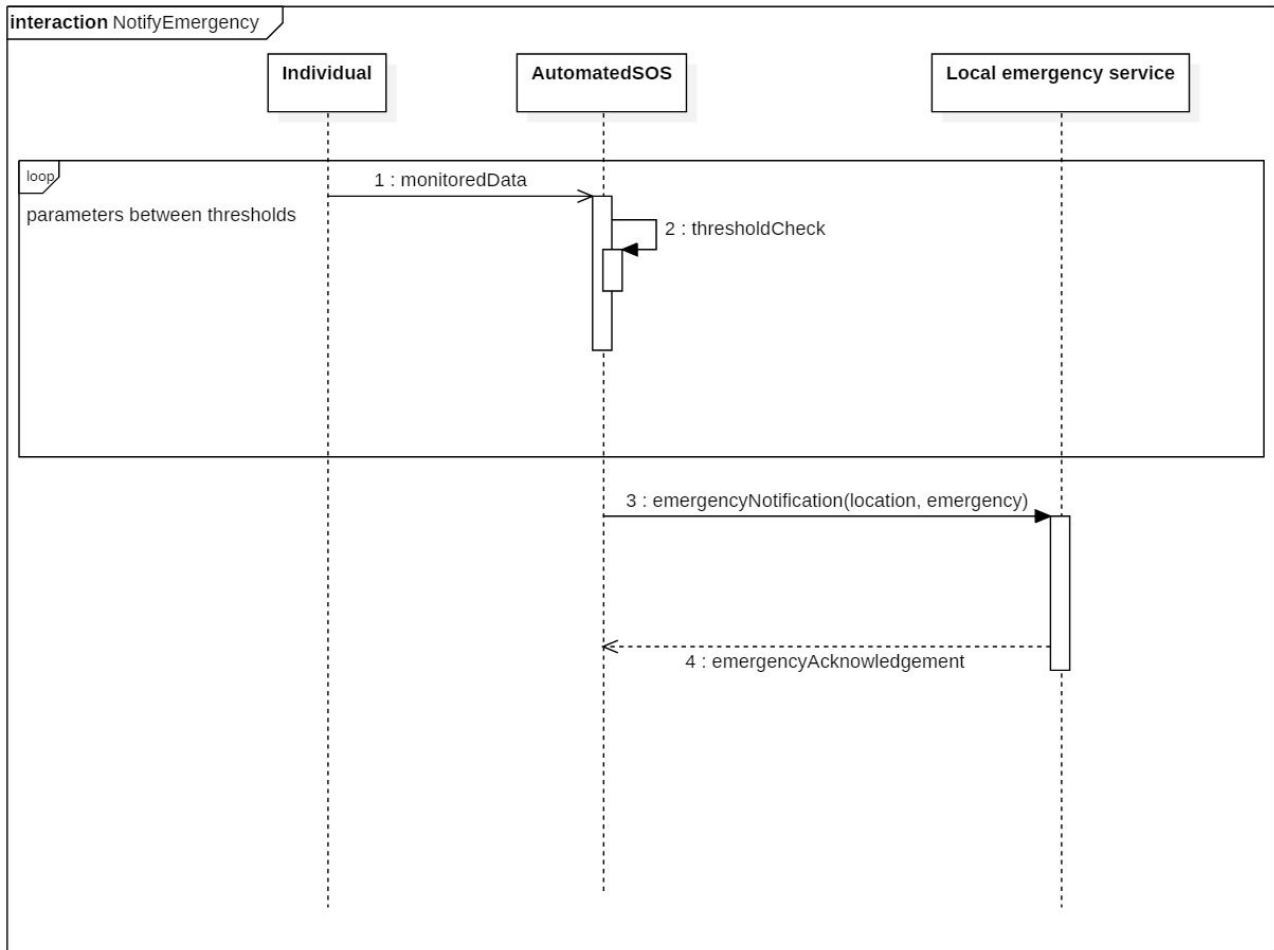 interaction NotifyEmergency
Individual
AutomatedSOS
Local emergency service
loop
1 : monitoredData
parameters between thresholds
2 : thresholdCheck
3 : emergencyNotification(location, emergency)
4 : emergencyAcknowledgement